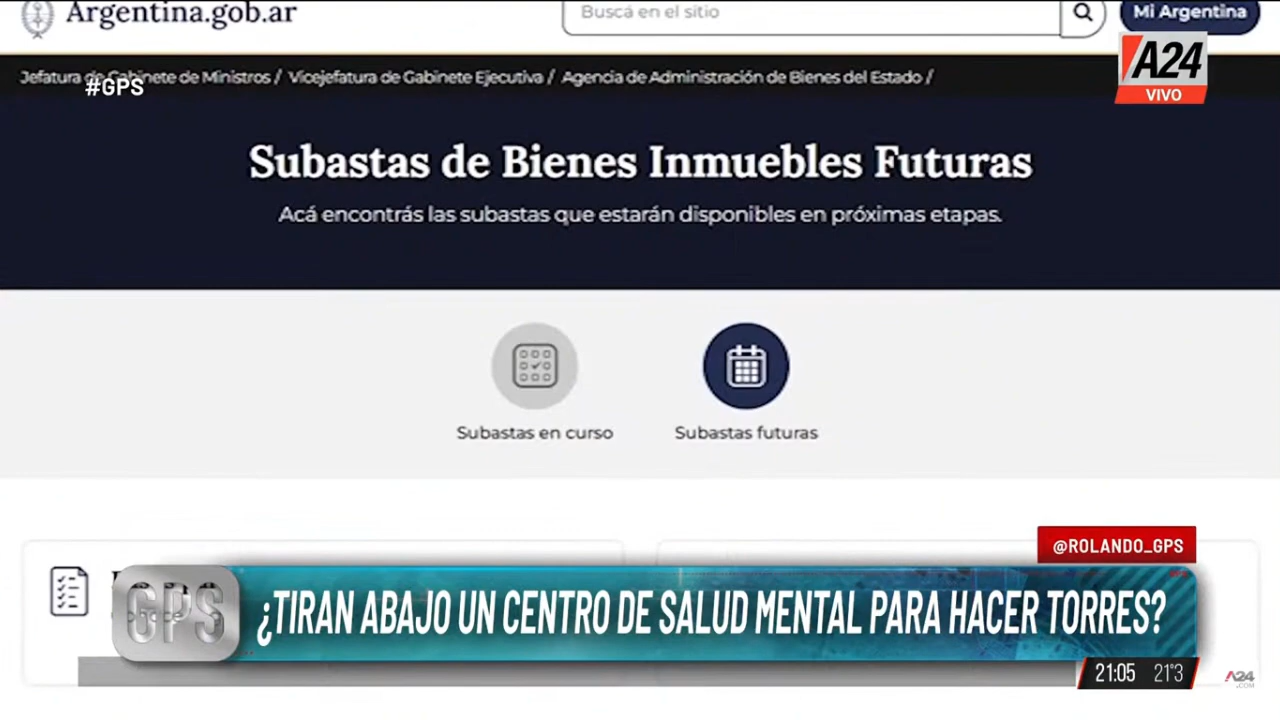 Argentina.gob.ar
Buscá en el sitio
Mi Argentina
Jefatura de Gabinete de Ministros / Vicejefatura de Gabinete Ejecutiva / Agencia de Administración de Bienes del Estado /
#GPS
A24
VIVO
Subastas de Bienes Inmuebles Futuras
Acá encontrás las subastas que estarán disponibles en próximas etapas.
Subastas en curso
Subastas futuras
@ROLANDO_GPS
GPS
¿TIRAN ABAJO UN CENTRO DE SALUD MENTAL PARA HACER TORRES?
21:05
21°3
A24
.COM